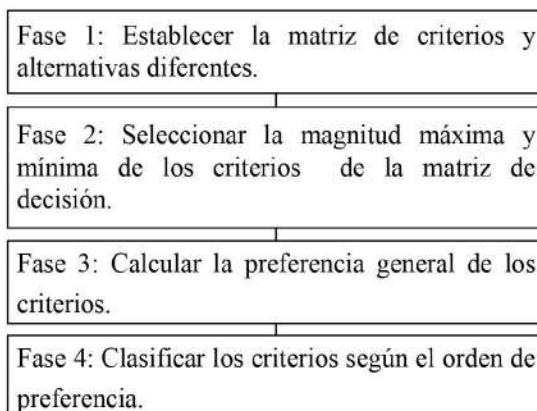 Fase 1: Establecer la matriz de criterios y
alternativas diferentes.
Fase 2: Seleccionar la magnitud máxima y
mínima de los criterios de la matriz de
decisión.
Fase 3: Calcular la preferencia general de los
criterios.
Fase 4: Clasificar los criterios según el orden de
preferencia.